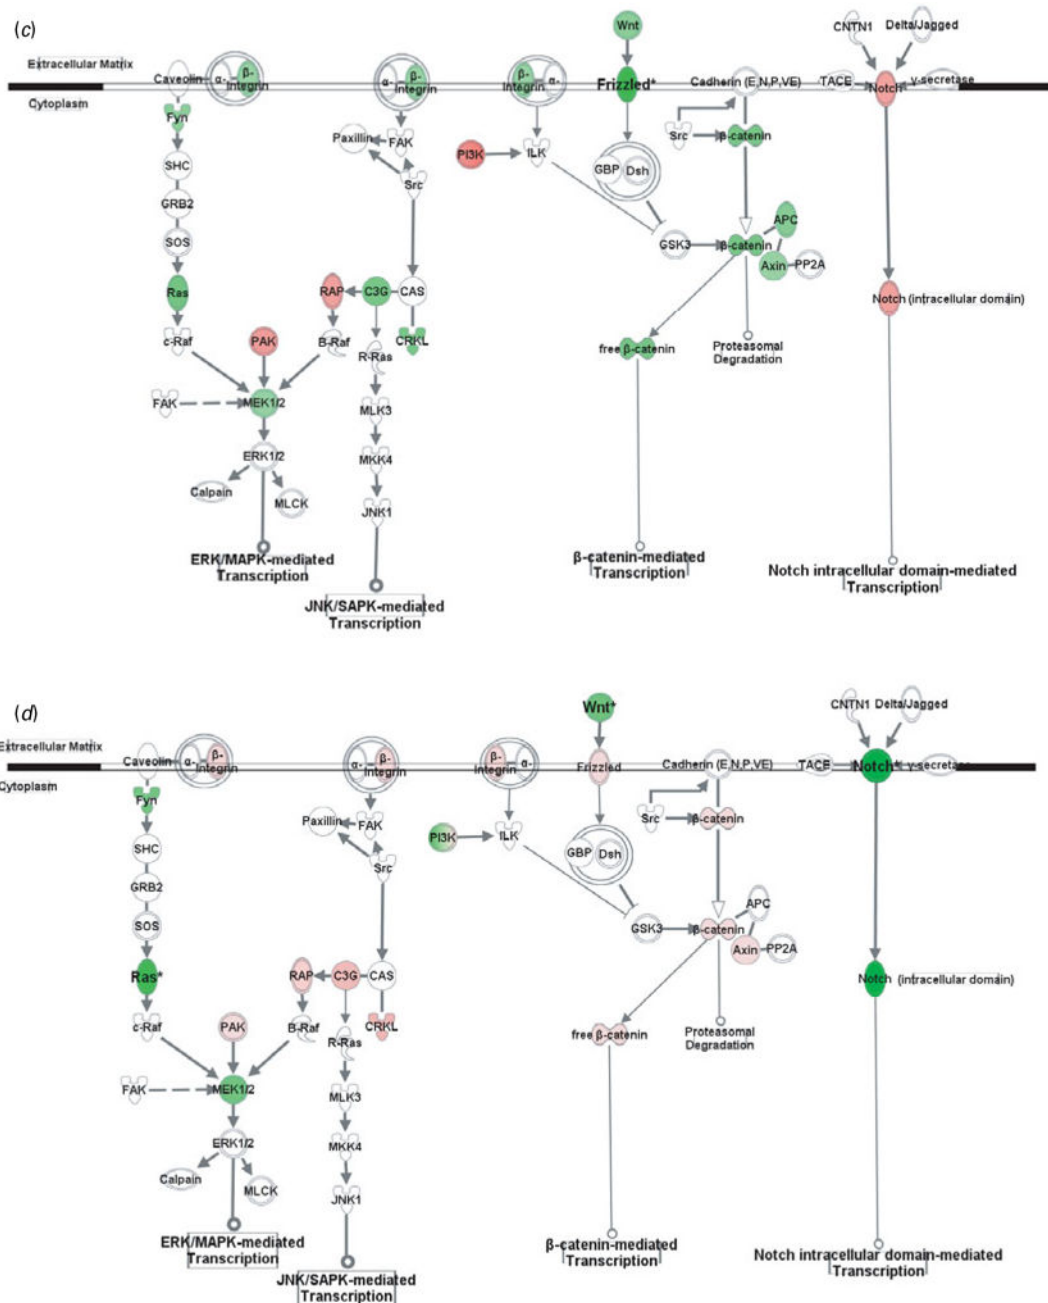 (c)
Wnt
CNTN1
Delta/Jagged
Extracellular Matrix
Caveolin
α-
β-
Integrin
α-
β-
Integrin
β-
Integrin
α-
Frizzled*
Cadherin (E,N,P,VE)
TACE
Notch
γ-secretase
Cytoplasm
Fyn
Paxillin
FAK
Src
β-catenin
PI3K
ILK
SHC
GBP
Dsh
Src
GRB2
APC
SOS
GSK3
β-catenin
Axin
PP2A
Ras
RAP
C3G
CAS
Notch (intracellular domain)
c-Raf
PAK
B-Raf
R-Ras
CRKL
free β-catenin
Proteasomal
Degradation
FAK
MEK1/2
MLK3
ERK1/2
MKK4
Calpain
MLCK
JNK1
ERK/MAPK-mediated
Transcription
β-catenin-mediated
Transcription
Notch intracellular domain-mediated
Transcription
JNK/SAPK-mediated
Transcription
(d)
Wnt*
CNTN1
Delta/Jagged
Extracellular Matrix
Caveolin
α-
β-
Integrin
α-
β-
Integrin
β-
Integrin
α-
Frizzled
Cadherin (E,N,P,VE)
TACE
Notch*
γ-secretase
Cytoplasm
Fyn
Paxillin
FAK
Src
β-catenin
PI3K
ILK
SHC
GBP
Dsh
Src
GRB2
APC
SOS
GSK3
β-catenin
Axin
PP2A
Ras*
RAP
C3G
CAS
Notch (intracellular domain)
c-Raf
PAK
B-Raf
R-Ras
CRKL
free β-catenin
Proteasomal
Degradation
FAK
MEK1/2
MLK3
ERK1/2
MKK4
Calpain
MLCK
JNK1
ERK/MAPK-mediated
Transcription
β-catenin-mediated
Transcription
Notch intracellular domain-mediated
Transcription
JNK/SAPK-mediated
Transcription